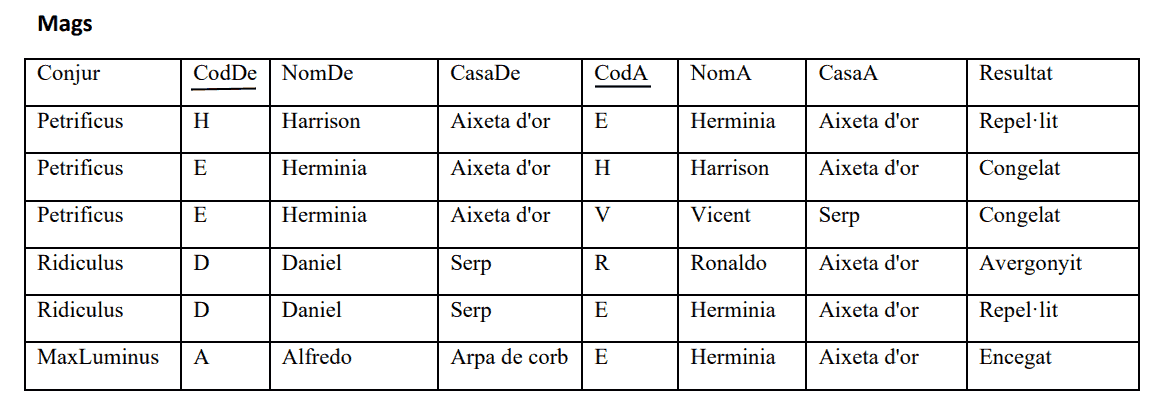 Mags
Conjur CodDe NomDe CasaDe CodA NomA CasaA Resultat
Petrificus H Harrison Aixeta d'or E Herminia Aixeta d'or Repel·lit
Petrificus E Herminia Aixeta d'or H Harrison Aixeta d'or Congelat
Petrificus E Herminia Aixeta d'or V Vicent Serp Congelat
Ridiculus D Daniel Serp R Ronaldo Aixeta d'or Avergonyit
Ridiculus D Daniel Serp E Herminia Aixeta d'or Repel·lit
MaxLuminus A Alfredo Arpa de corb E Herminia Aixeta d'or Encegat